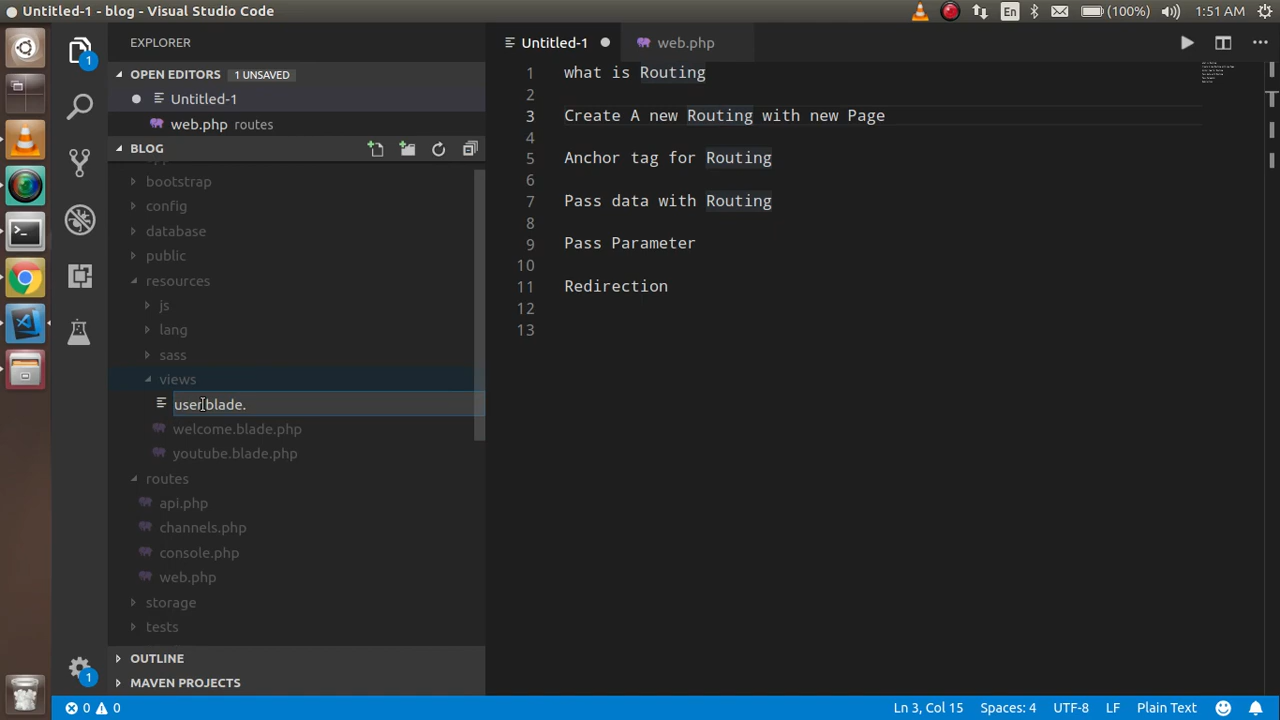 Untitled-1 - blog - Visual Studio Code
En
(100%)
1:51 AM
EXPLORER
1
OPEN EDITORS
1 UNSAVED
Untitled-1
web.php routes
BLOG
bootstrap
config
database
public
resources
js
lang
sass
views
user.blade.
welcome.blade.php
youtube.blade.php
routes
api.php
channels.php
console.php
web.php
storage
tests
OUTLINE
MAVEN PROJECTS
1
Untitled-1
web.php
1 what is Routing
2
3 Create A new Routing with new Page
4
5 Anchor tag for Routing
6
7 Pass data with Routing
8
9 Pass Parameter
10
11 Redirection
12
13
0 0
Ln 3, Col 15
Spaces: 4
UTF-8
LF
Plain Text